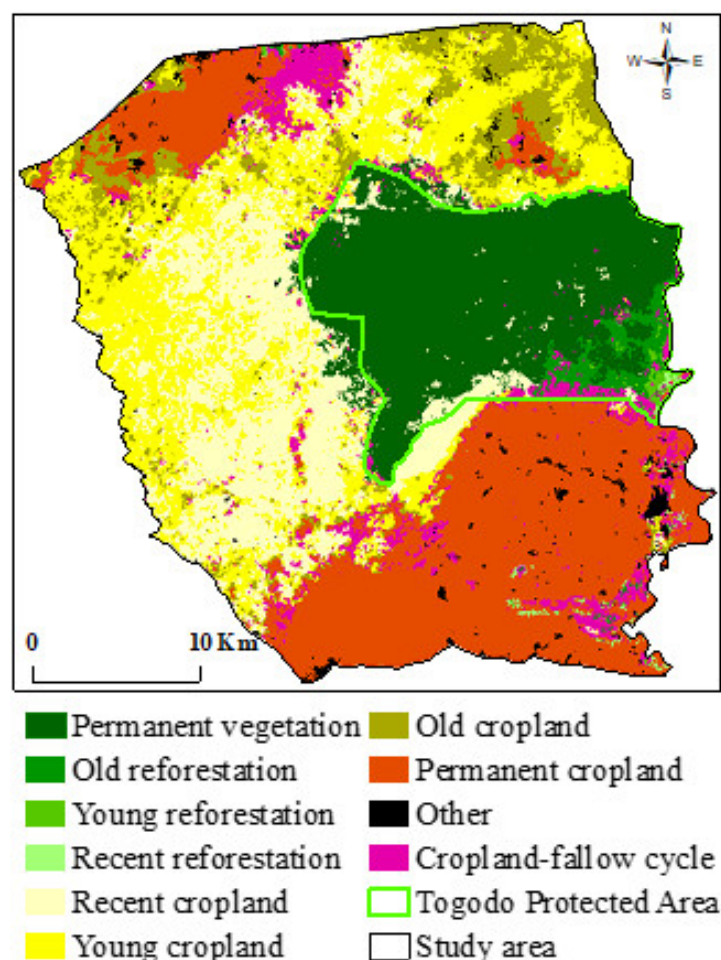 N
W E
S
0 10 Km
Permanent vegetation
Old reforestation
Young reforestation
Recent reforestation
Recent cropland
Young cropland
Old cropland
Permanent cropland
Other
Cropland-fallow cycle
Togodo Protected Area
Study area